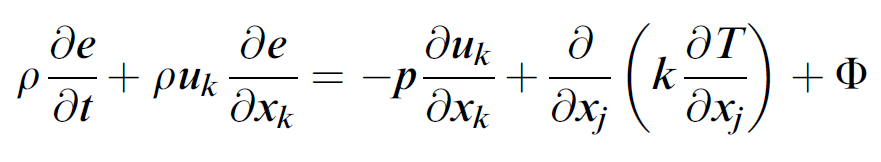 ρ ∂e/∂t + ρu_k ∂e/∂x_k = −p ∂u_k/∂x_k + ∂/∂x_j (k ∂T/∂x_j) + Φ